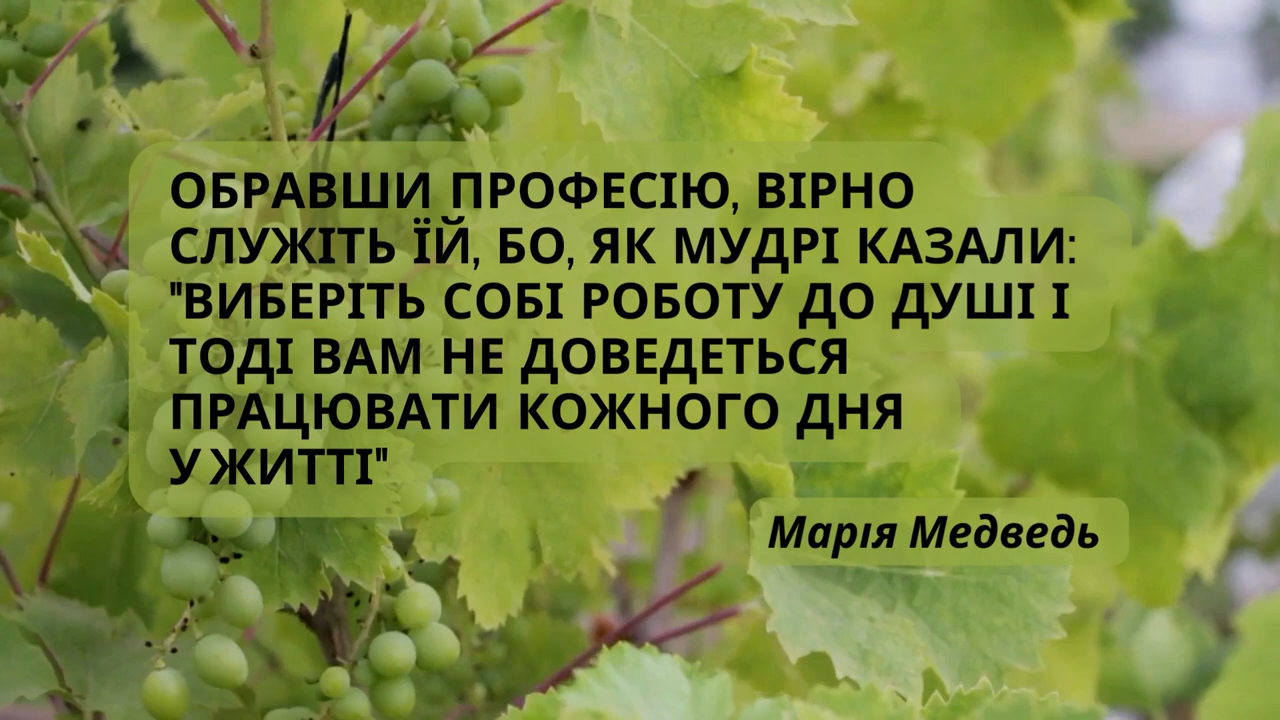 ОБРАВШИ ПРОФЕСІЮ, ВІРНО
СЛУЖІТЬ ЇЙ, БО, ЯК МУДРІ КАЗАЛИ:
"ВИБЕРІТЬ СОБІ РОБОТУ ДО ДУШІ І
ТОДІ ВАМ НЕ ДОВЕДЕТЬСЯ
ПРАЦЮВАТИ КОЖНОГО ДНЯ
У ЖИТТІ"
Марія Медведь